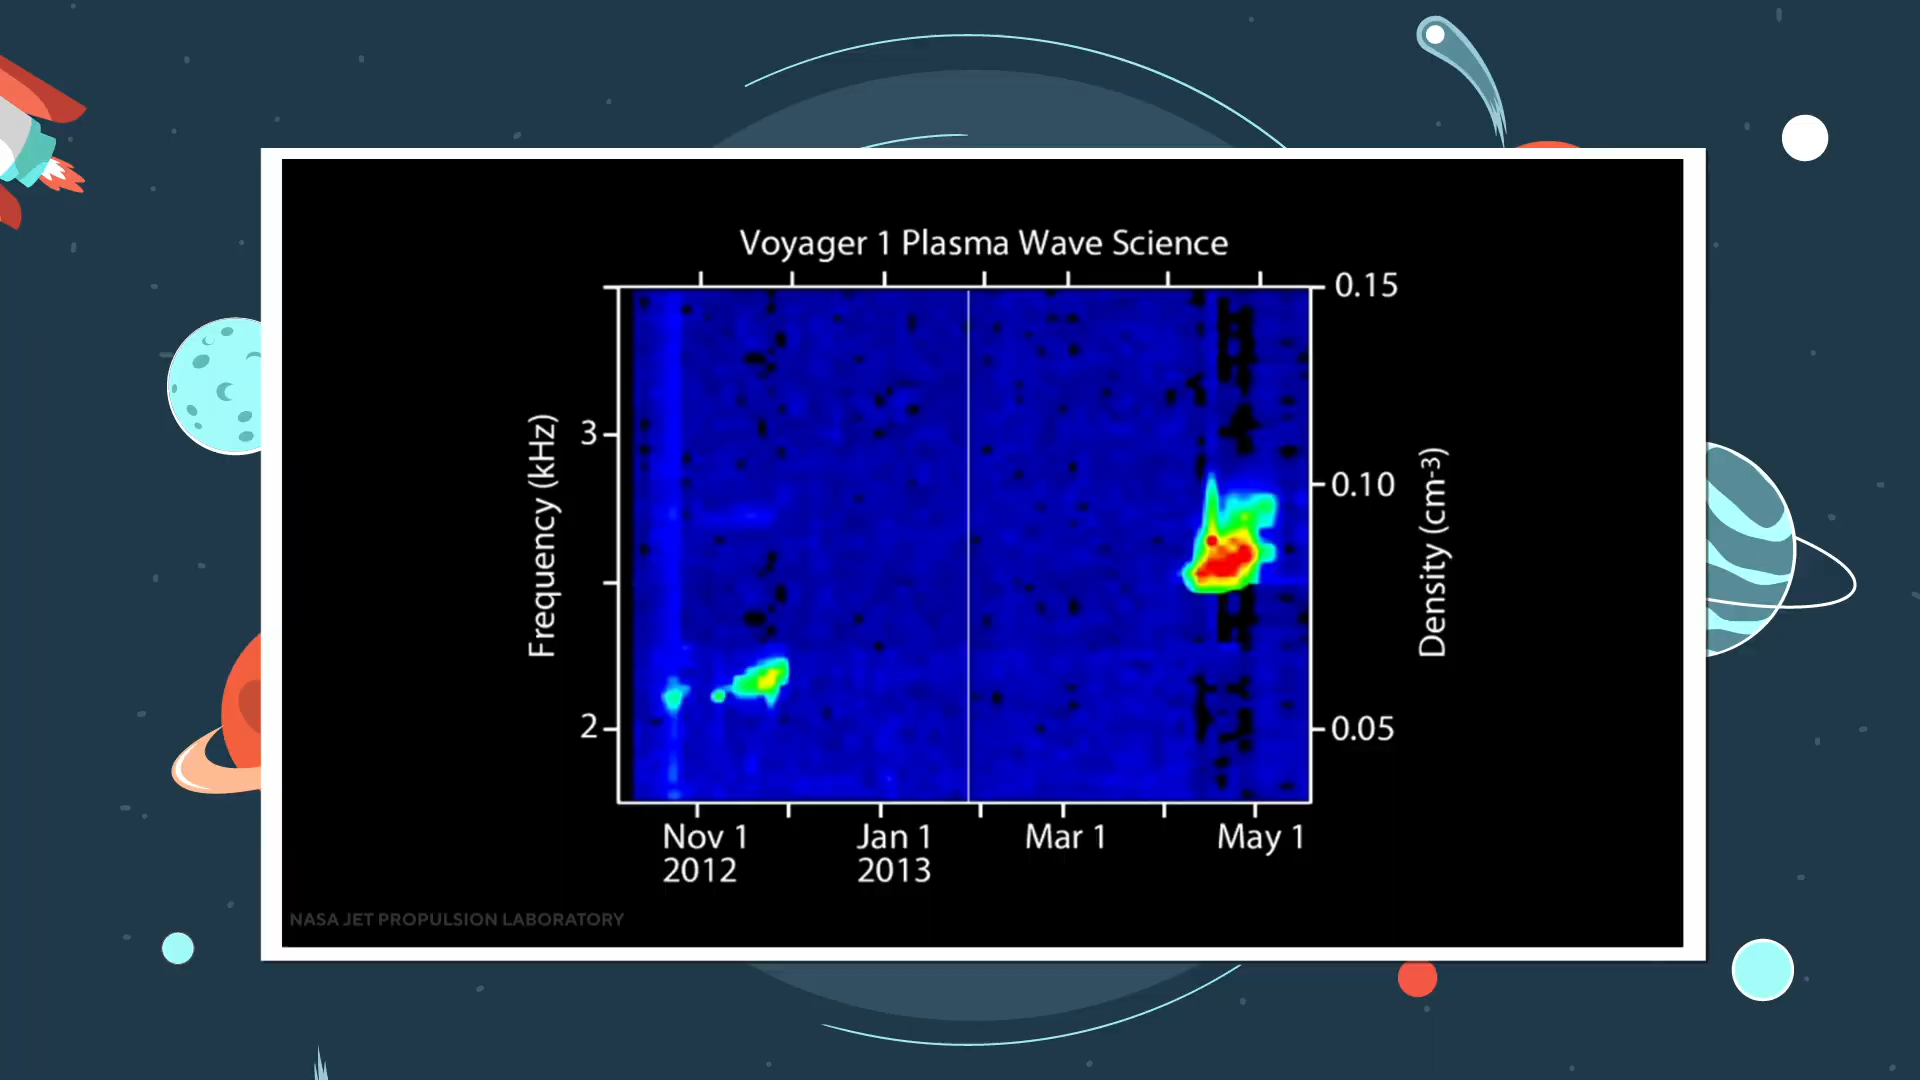 Voyager 1 Plasma Wave Science
0.15
3
0.10
Frequency (kHz)
Density (cm-3)
2
0.05
Nov 1 Jan 1 Mar 1 May 1
2012 2013
NASA JET PROPULSION LABORATORY